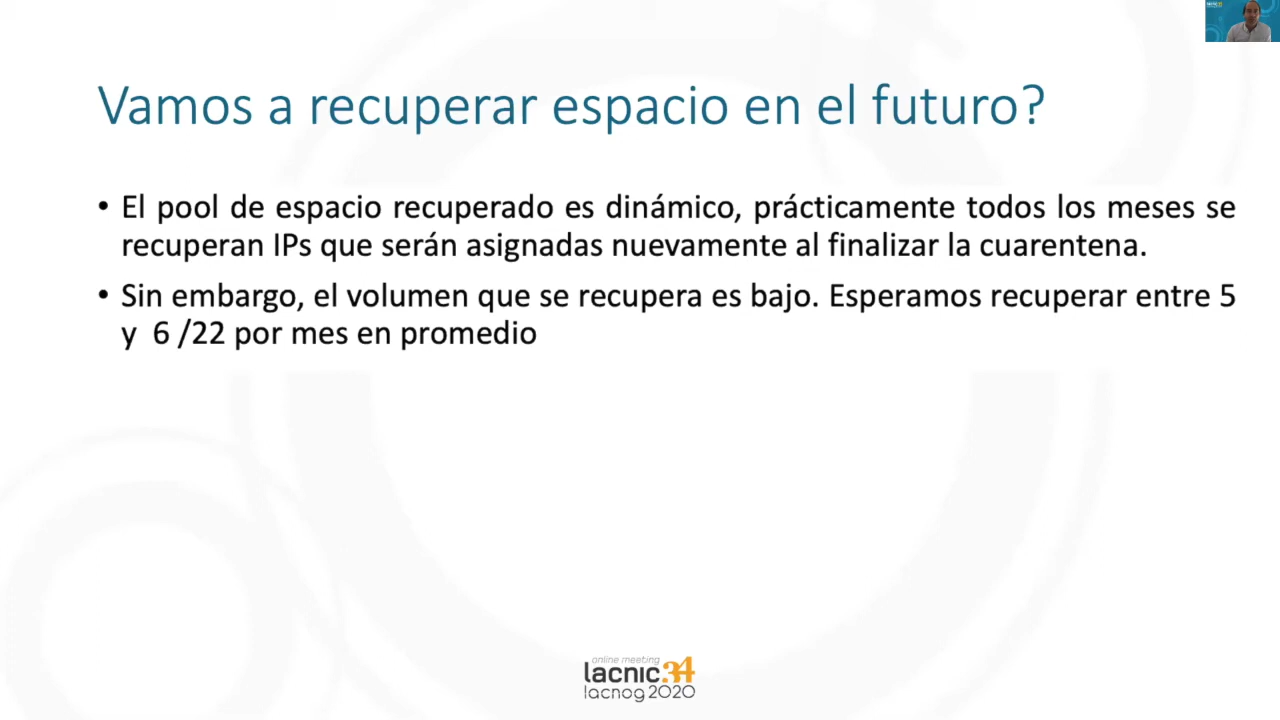 Vamos a recuperar espacio en el futuro?
• El pool de espacio recuperado es dinámico, prácticamente todos los meses se
recuperan IPs que serán asignadas nuevamente al finalizar la cuarentena.
• Sin embargo, el volumen que se recupera es bajo. Esperamos recuperar entre 5
y  6 /22 por mes en promedio
online meeting
lacnic34
lacnog2020